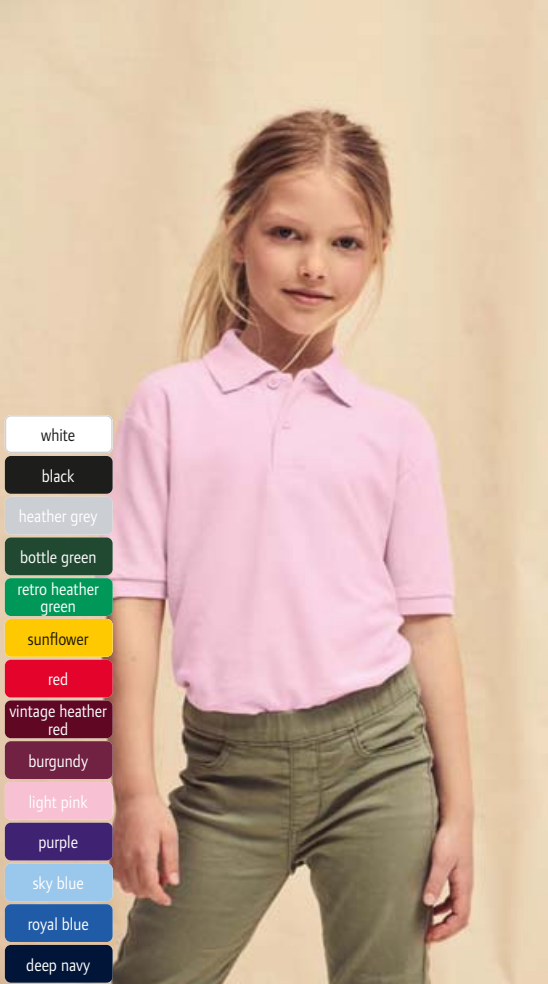 white
black
heather grey
bottle green
retro heather
green
sunflower
red
vintage heather
red
burgundy
light pink
purple
sky blue
royal blue
deep navy